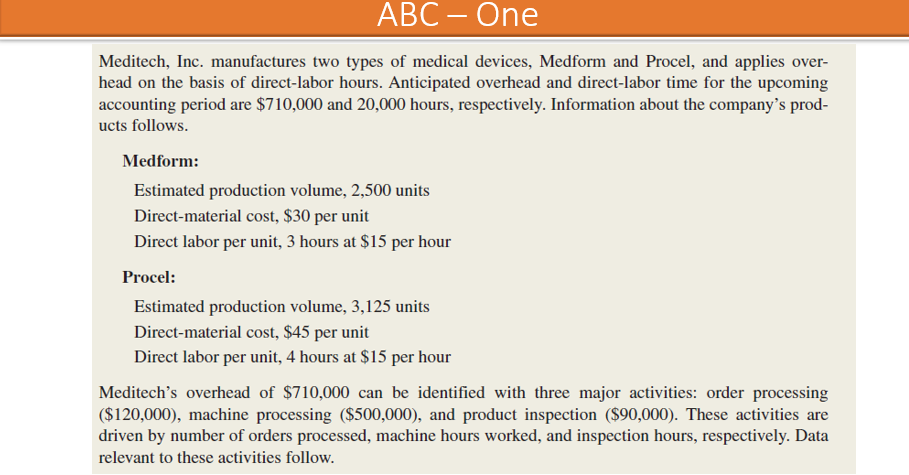 ABC – One
Meditech, Inc. manufactures two types of medical devices, Medform and Procel, and applies over-
head on the basis of direct-labor hours. Anticipated overhead and direct-labor time for the upcoming
accounting period are $710,000 and 20,000 hours, respectively. Information about the company's prod-
ucts follows.
Medform:
Estimated production volume, 2,500 units
Direct-material cost, $30 per unit
Direct labor per unit, 3 hours at $15 per hour
Procel:
Estimated production volume, 3,125 units
Direct-material cost, $45 per unit
Direct labor per unit, 4 hours at $15 per hour
Meditech's overhead of $710,000 can be identified with three major activities: order processing
($120,000), machine processing ($500,000), and product inspection ($90,000). These activities are
driven by number of orders processed, machine hours worked, and inspection hours, respectively. Data
relevant to these activities follow.